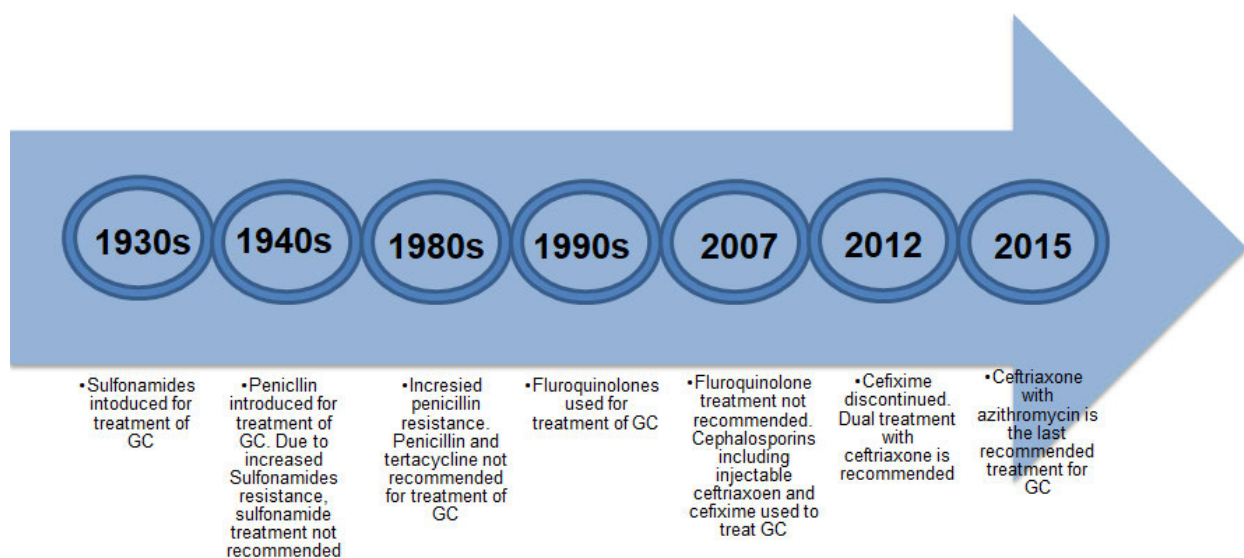 1930s
1940s
1980s
1990s
2007
2012
2015
•Sulfonamides
intoduced for
treatment of
GC
•Penicllin
introduced for
treatment of
GC. Due to
increased
Sulfonamides
resistance,
sulfonamide
treatment not
recommended
•Incresied
penicillin
resistance.
Penicillin and
tertacycline not
recommended
for treatment of
GC
•Fluroquinolones
used for
treatment of GC
•Fluroquinolone
treatment not
recommended.
Cephalosporins
including
injectable
ceftriaxoen and
cefixime used to
treat GC
•Cefixime
discontinued.
Dual treatment
with
ceftriaxone is
recommended
•Ceftriaxone
with
azithromycin is
the last
recommended
treatment for
GC